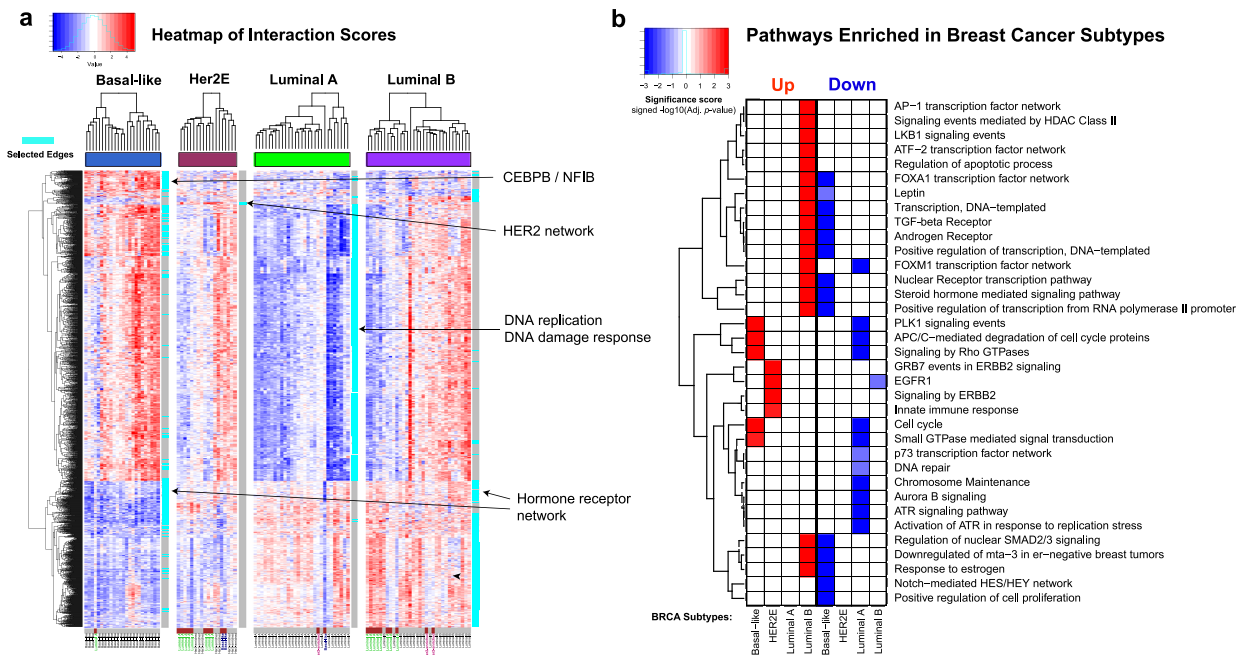 a
Heatmap of Interaction Scores
−4 −2 0 2 4
Value
Basal-like Her2E Luminal A Luminal B
Selected Edges
CEBPB / NFIB
HER2 network
DNA replication
DNA damage response
Hormone receptor
network
b
Pathways Enriched in Breast Cancer Subtypes
−3 −2 −1 0 1 2 3
Significance score
signed -log10(Adj. p-value)
Up Down
AP−1 transcription factor network
Signaling events mediated by HDAC Class II
LKB1 signaling events
ATF−2 transcription factor network
Regulation of apoptotic process
FOXA1 transcription factor network
Leptin
Transcription, DNA−templated
TGF−beta Receptor
Androgen Receptor
Positive regulation of transcription, DNA−templated
FOXM1 transcription factor network
Nuclear Receptor transcription pathway
Steroid hormone mediated signaling pathway
Positive regulation of transcription from RNA polymerase II promoter
PLK1 signaling events
APC/C−mediated degradation of cell cycle proteins
Signaling by Rho GTPases
GRB7 events in ERBB2 signaling
EGFR1
Signaling by ERBB2
Innate immune response
Cell cycle
Small GTPase mediated signal transduction
p73 transcription factor network
DNA repair
Chromosome Maintenance
Aurora B signaling
ATR signaling pathway
Activation of ATR in response to replication stress
Regulation of nuclear SMAD2/3 signaling
Downregulated of mta−3 in er−negative breast tumors
Response to estrogen
Notch−mediated HES/HEY network
Positive regulation of cell proliferation
BRCA Subtypes:
Basal−like
HER2E
Luminal A
Luminal B
Basal−like
HER2E
Luminal A
Luminal B